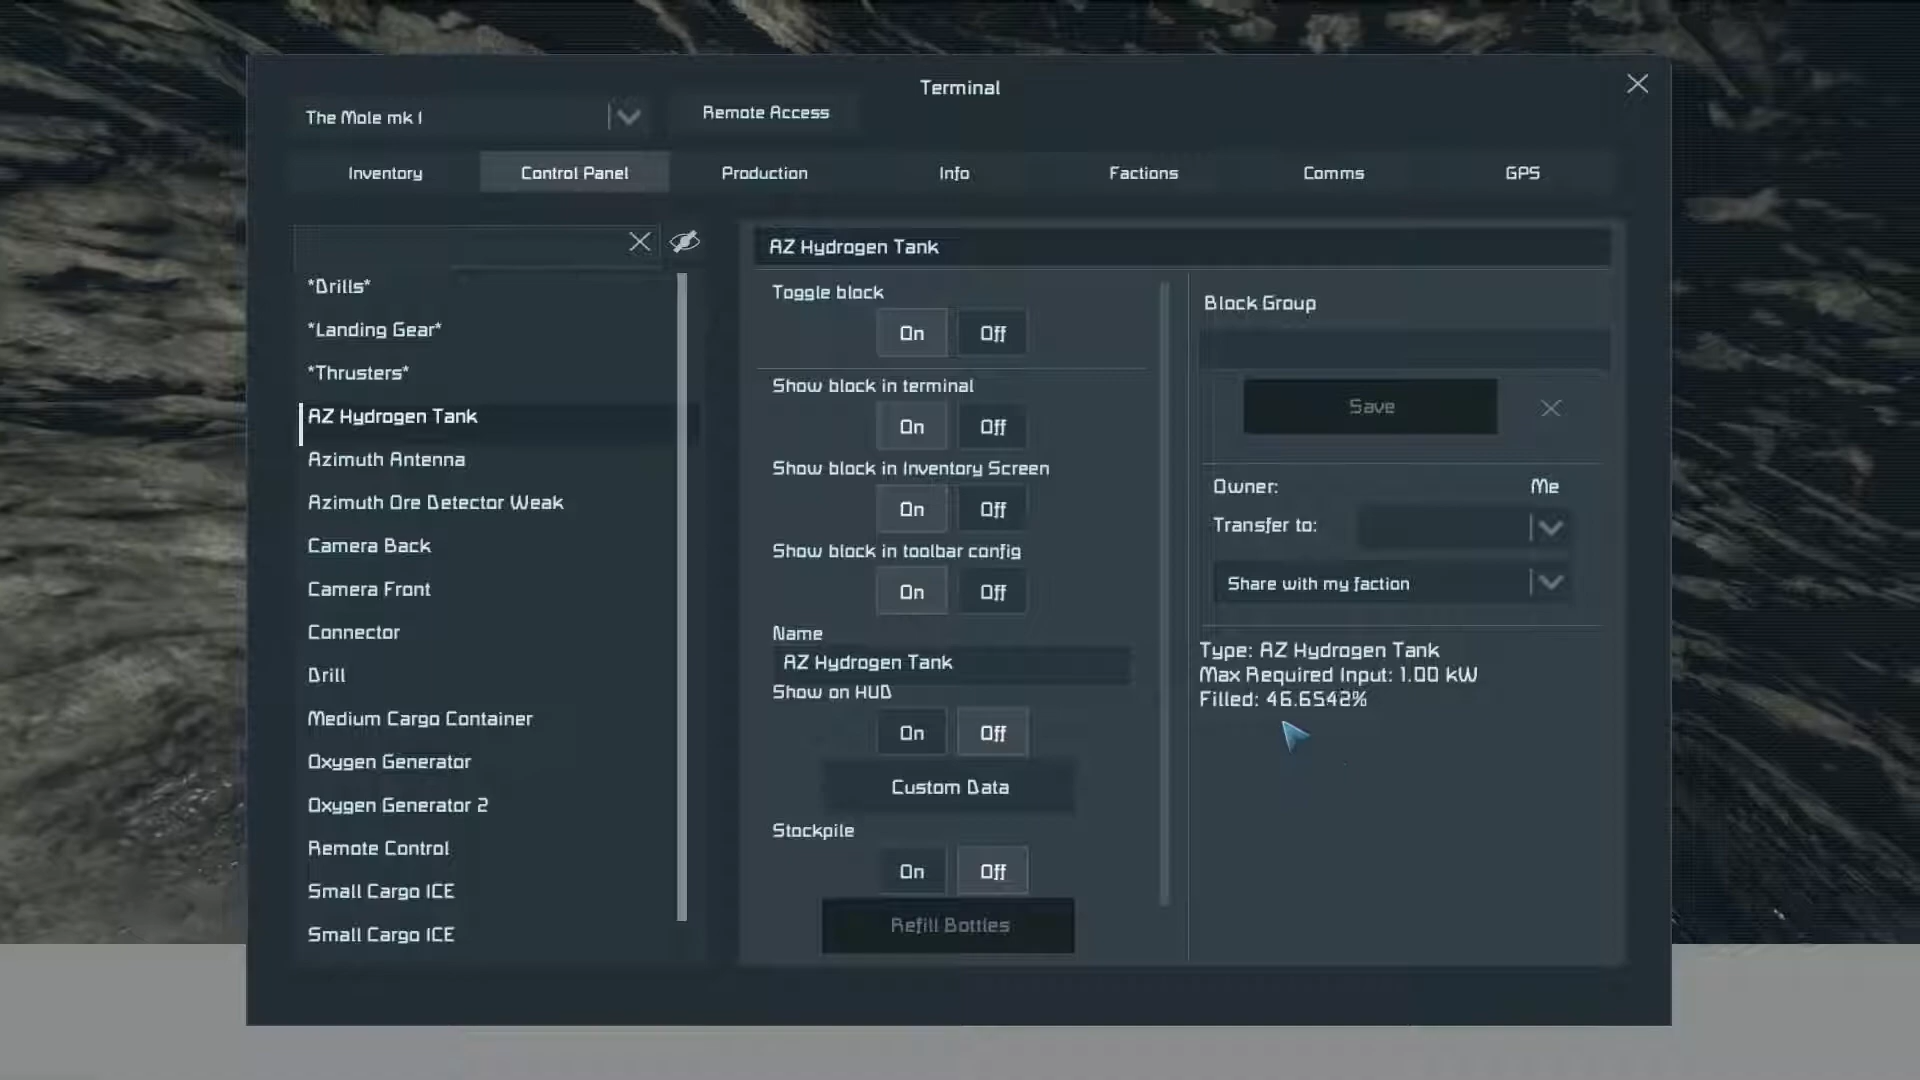 Terminal
The Mole mk I
Remote Access
Inventory
Control Panel
Production
Info
Factions
Comms
GPS
*Drills*
*Landing Gear*
*Thrusters*
AZ Hydrogen Tank
Azimuth Antenna
Azimuth Ore Detector Weak
Camera Back
Camera Front
Connector
Drill
Medium Cargo Container
Oxygen Generator
Oxygen Generator 2
Remote Control
Small Cargo ICE
Small Cargo ICE
AZ Hydrogen Tank
Toggle block
On Off
Show block in terminal
On Off
Show block in Inventory Screen
On Off
Show block in toolbar config
On Off
Name
AZ Hydrogen Tank
Show on HUD
On Off
Custom Data
Stockpile
On Off
Refill Bottles
Block Group
Save
Owner: Me
Transfer to:
Share with my faction
Type: AZ Hydrogen Tank
Max Required Input: 1.00 kW
Filled: 46.6542%